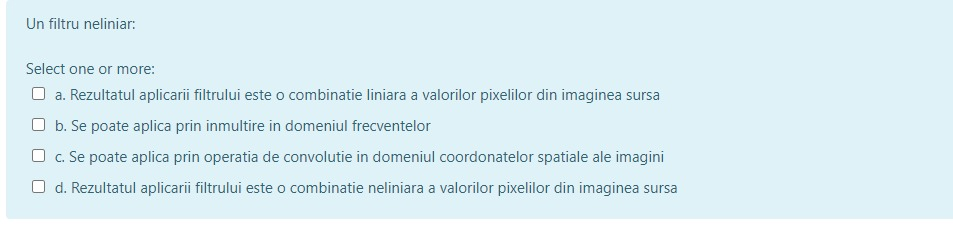 Un filtru neliniar:
Select one or more:
a. Rezultatul aplicarii filtrului este o combinatie liniara a valorilor pixelilor din imaginea sursa
b. Se poate aplica prin inmultire in domeniul frecventelor
c. Se poate aplica prin operatia de convolutie in domeniul coordonatelor spatiale ale imagini
d. Rezultatul aplicarii filtrului este o combinatie neliniara a valorilor pixelilor din imaginea sursa